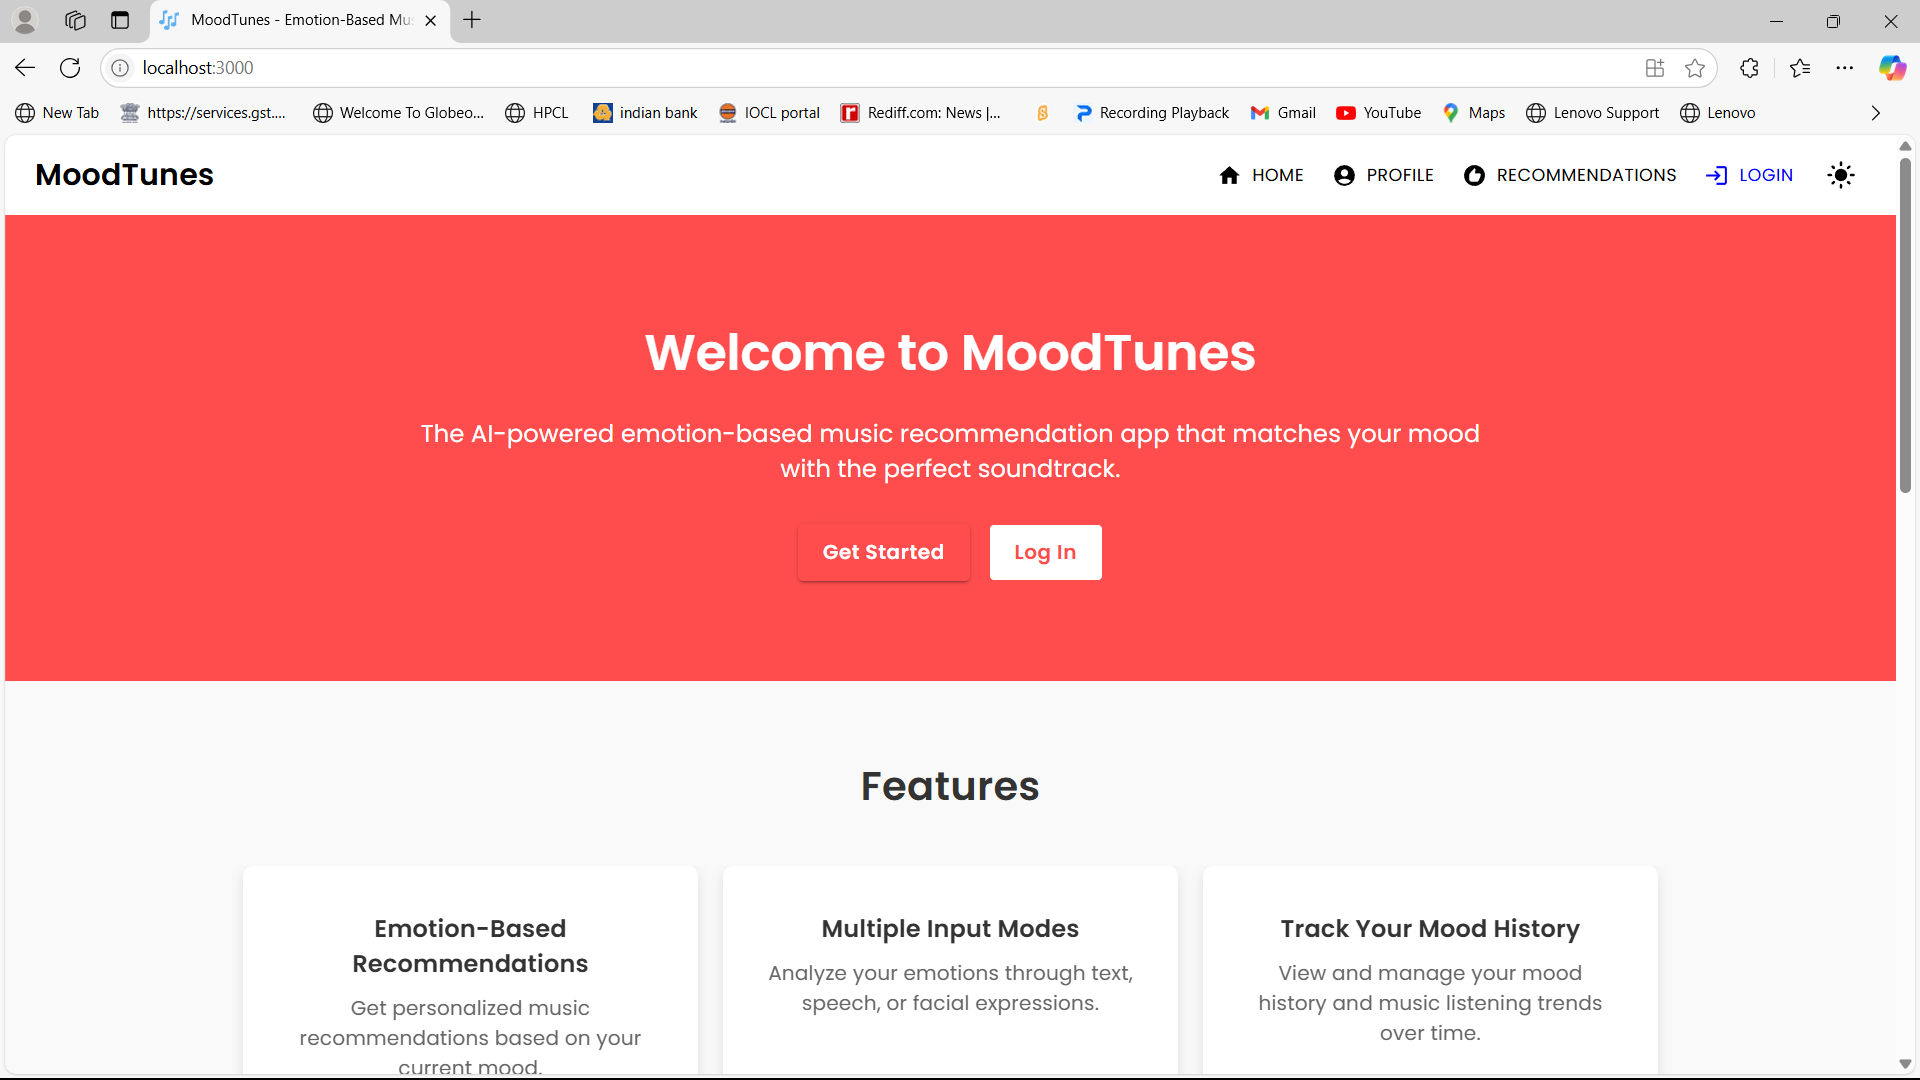 MoodTunes - Emotion-Based Mu
localhost:3000
New Tab
https://services.gst....
Welcome To Globeo...
HPCL
indian bank
IOCL portal
Rediff.com: News |...
Recording Playback
Gmail
YouTube
Maps
Lenovo Support
Lenovo
MoodTunes
HOME
PROFILE
RECOMMENDATIONS
LOGIN
Welcome to MoodTunes
The AI-powered emotion-based music recommendation app that matches your mood
with the perfect soundtrack.
Get Started
Log In
Features
Emotion-Based
Recommendations
Get personalized music
recommendations based on your
current mood.
Multiple Input Modes
Analyze your emotions through text,
speech, or facial expressions.
Track Your Mood History
View and manage your mood
history and music listening trends
over time.